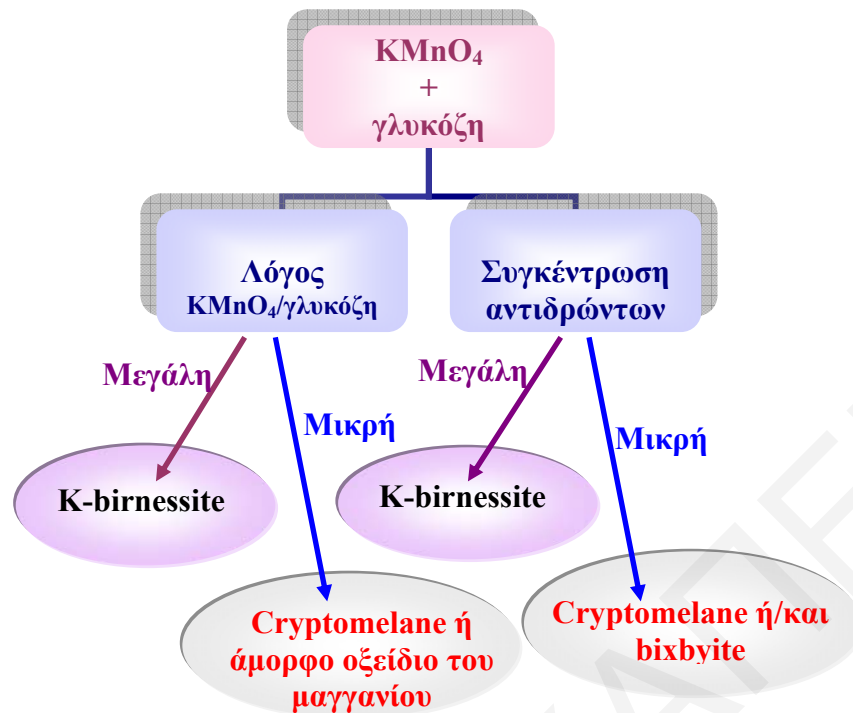 KMnO₄
+
γλυκόζη
Λόγος
KMnO₄/γλυκόζη
Συγκέντρωση
αντιδρώντων
Μεγάλη
Μικρή
Μεγάλη
Μικρή
K-birnessite
K-birnessite
Cryptomelane ή
άμορφο οξείδιο του
μαγγανίου
Cryptomelane ή/και
bixbyite